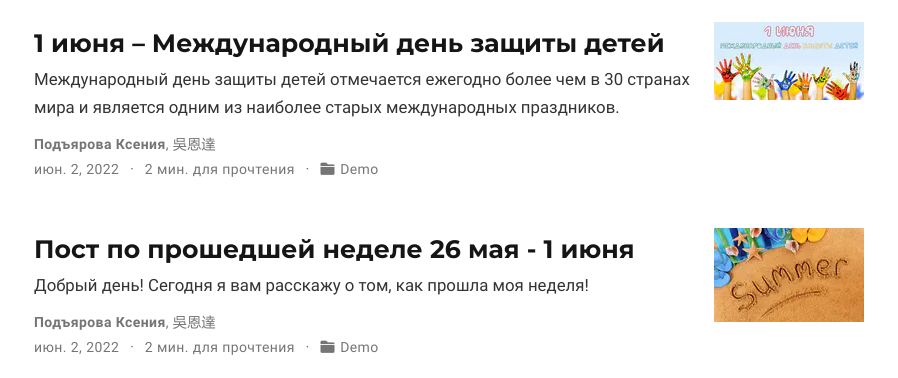 1 июня – Международный день защиты детей
Международный день защиты детей отмечается ежегодно более чем в 30 странах
мира и является одним из наиболее старых международных праздников.
Подъярова Ксения, 吳恩達
июн. 2, 2022 · 2 мин. для прочтения · Demo
1 ИЮНЯ
МЕЖДУНАРОДНЫЙ ДЕНЬ ЗАЩИТЫ ДЕТЕЙ
Пост по прошедшей неделе 26 мая - 1 июня
Добрый день! Сегодня я вам расскажу о том, как прошла моя неделя!
Подъярова Ксения, 吳恩達
июн. 2, 2022 · 2 мин. для прочтения · Demo
Summer